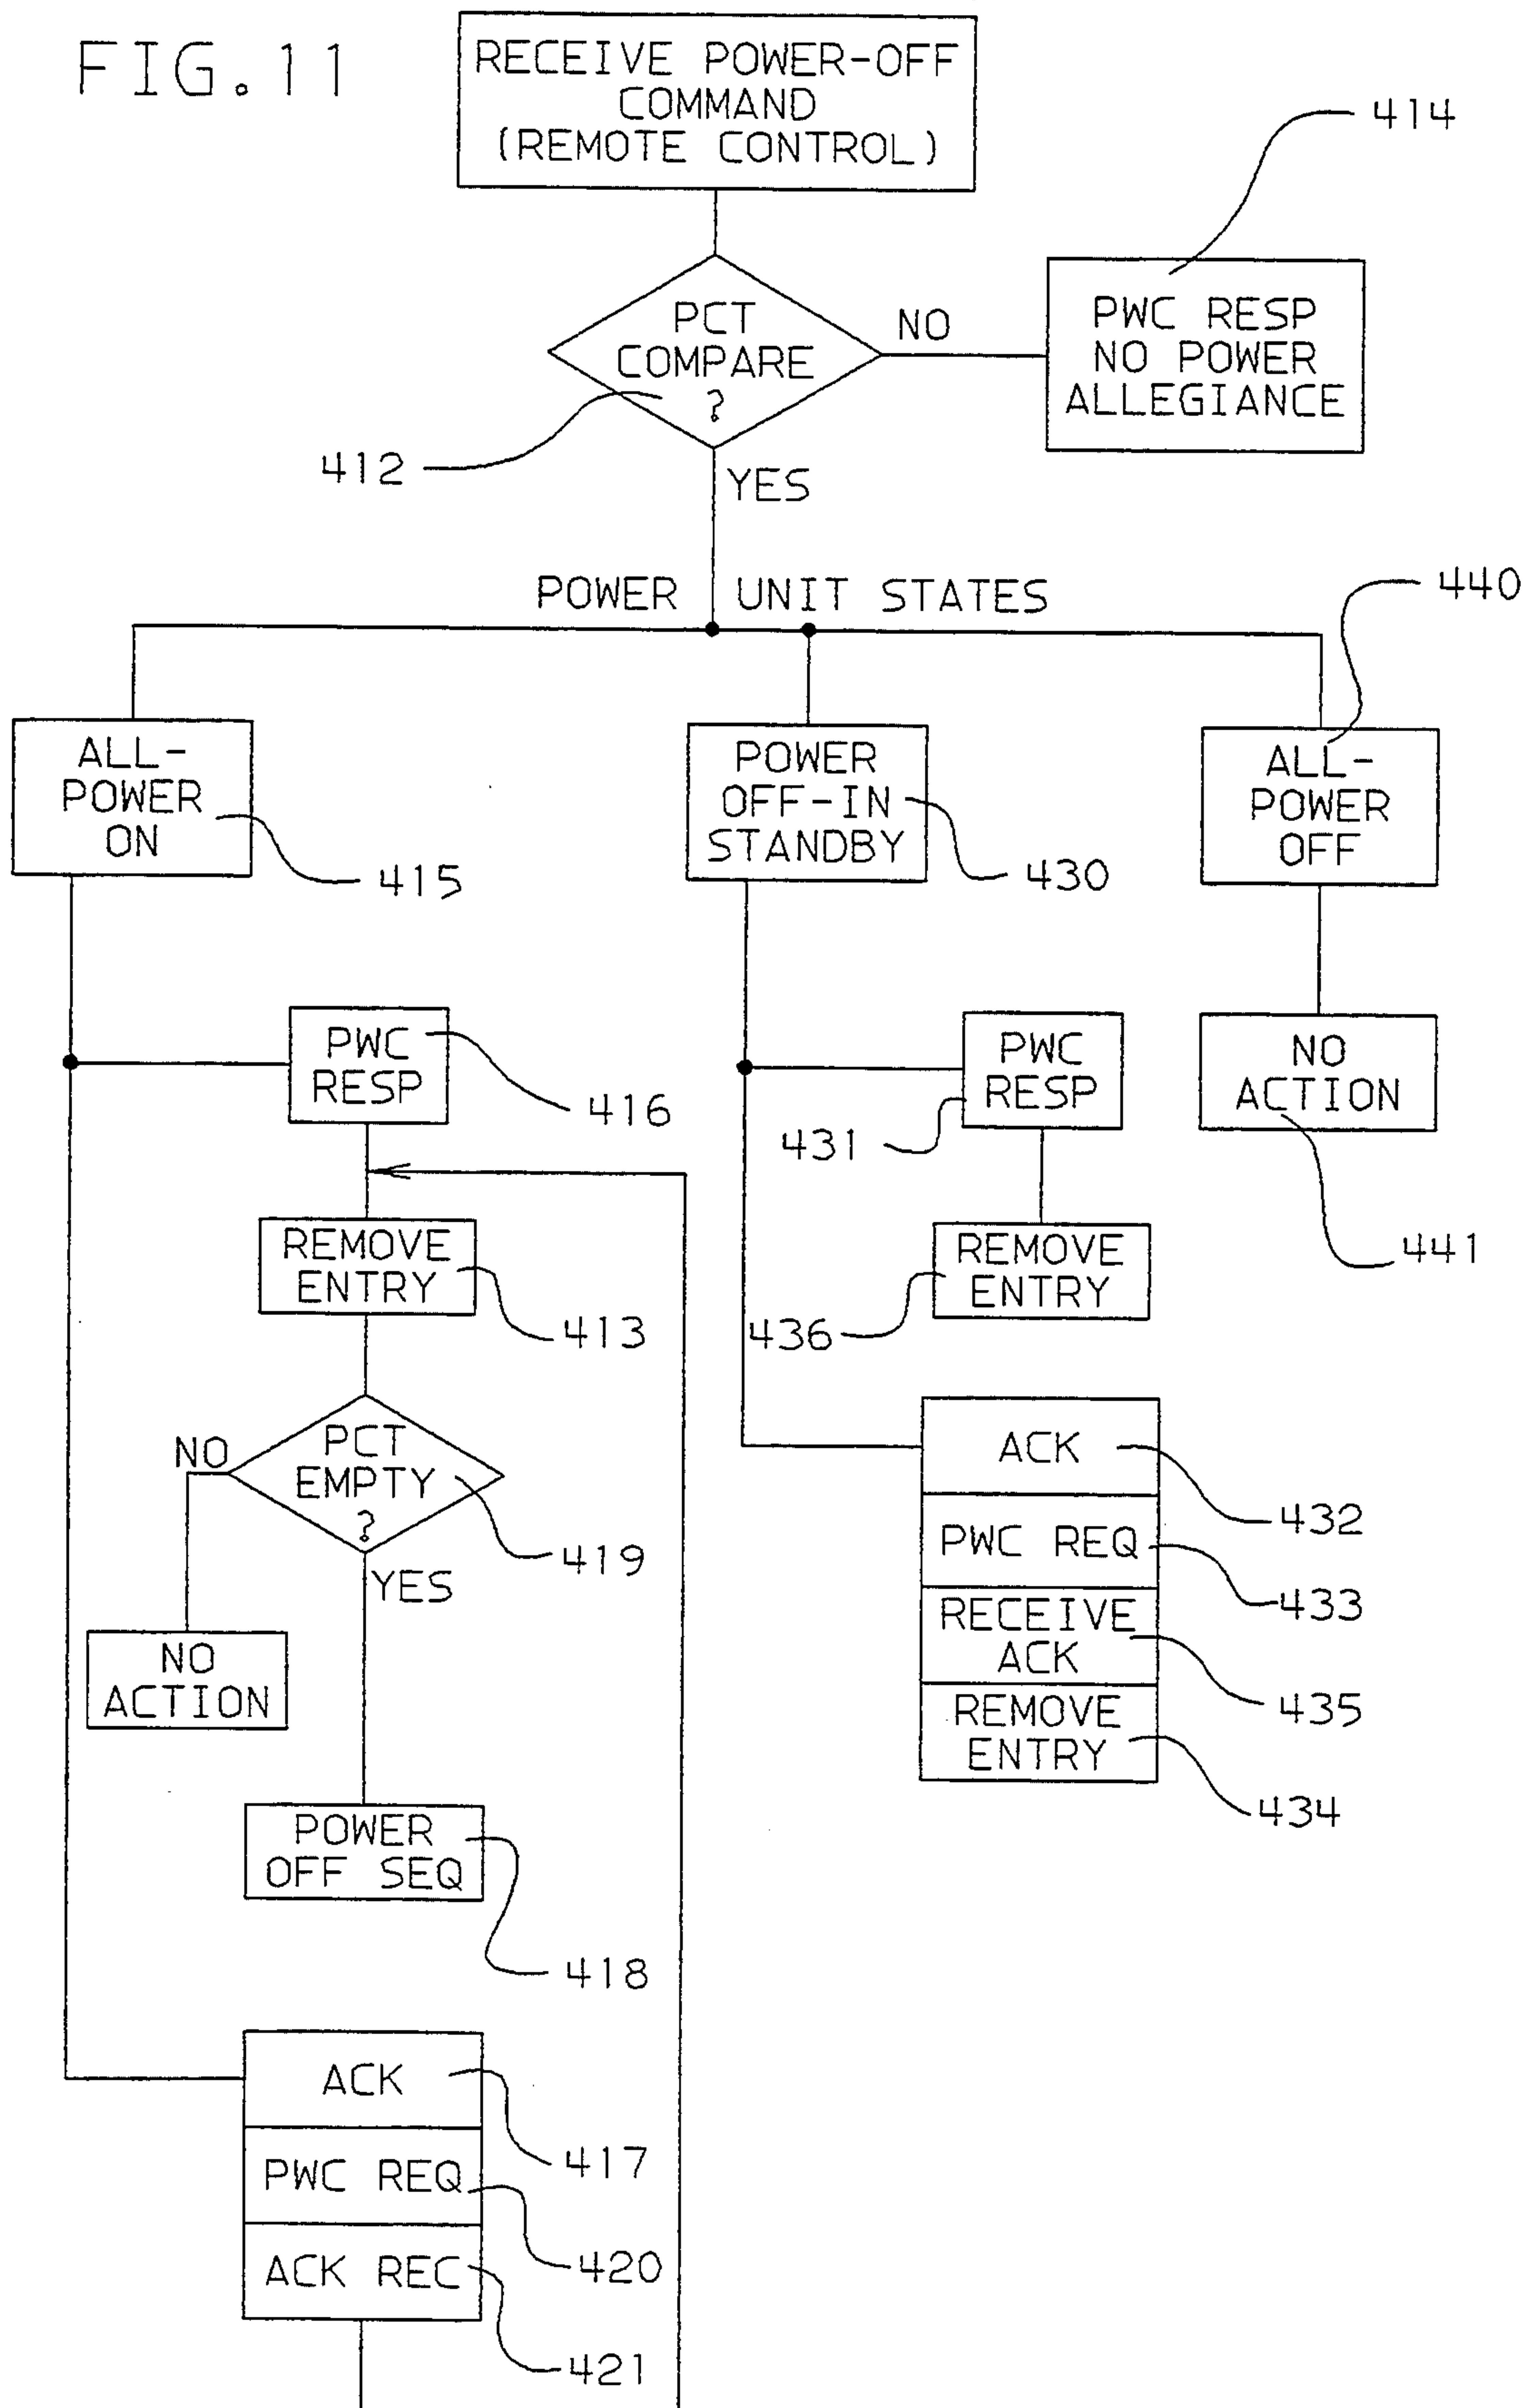 FIG.11
RECEIVE POWER-OFF
COMMAND
(REMOTE CONTROL)
414
PCT
COMPARE
?
NO
PWC RESP
NO POWER
ALLEGIANCE
412
YES
POWER UNIT STATES
440
ALL-
POWER
ON
415
POWER
OFF-IN
STANDBY
430
ALL-
POWER
OFF
PWC
RESP
416
PWC
RESP
431
NO
ACTION
441
REMOVE
ENTRY
413
REMOVE
ENTRY
436
NO
PCT
EMPTY
?
419
YES
ACK
432
PWC REQ
433
RECEIVE
ACK
435
REMOVE
ENTRY
434
NO
ACTION
POWER
OFF SEQ
418
ACK
417
PWC REQ
420
ACK REC
421